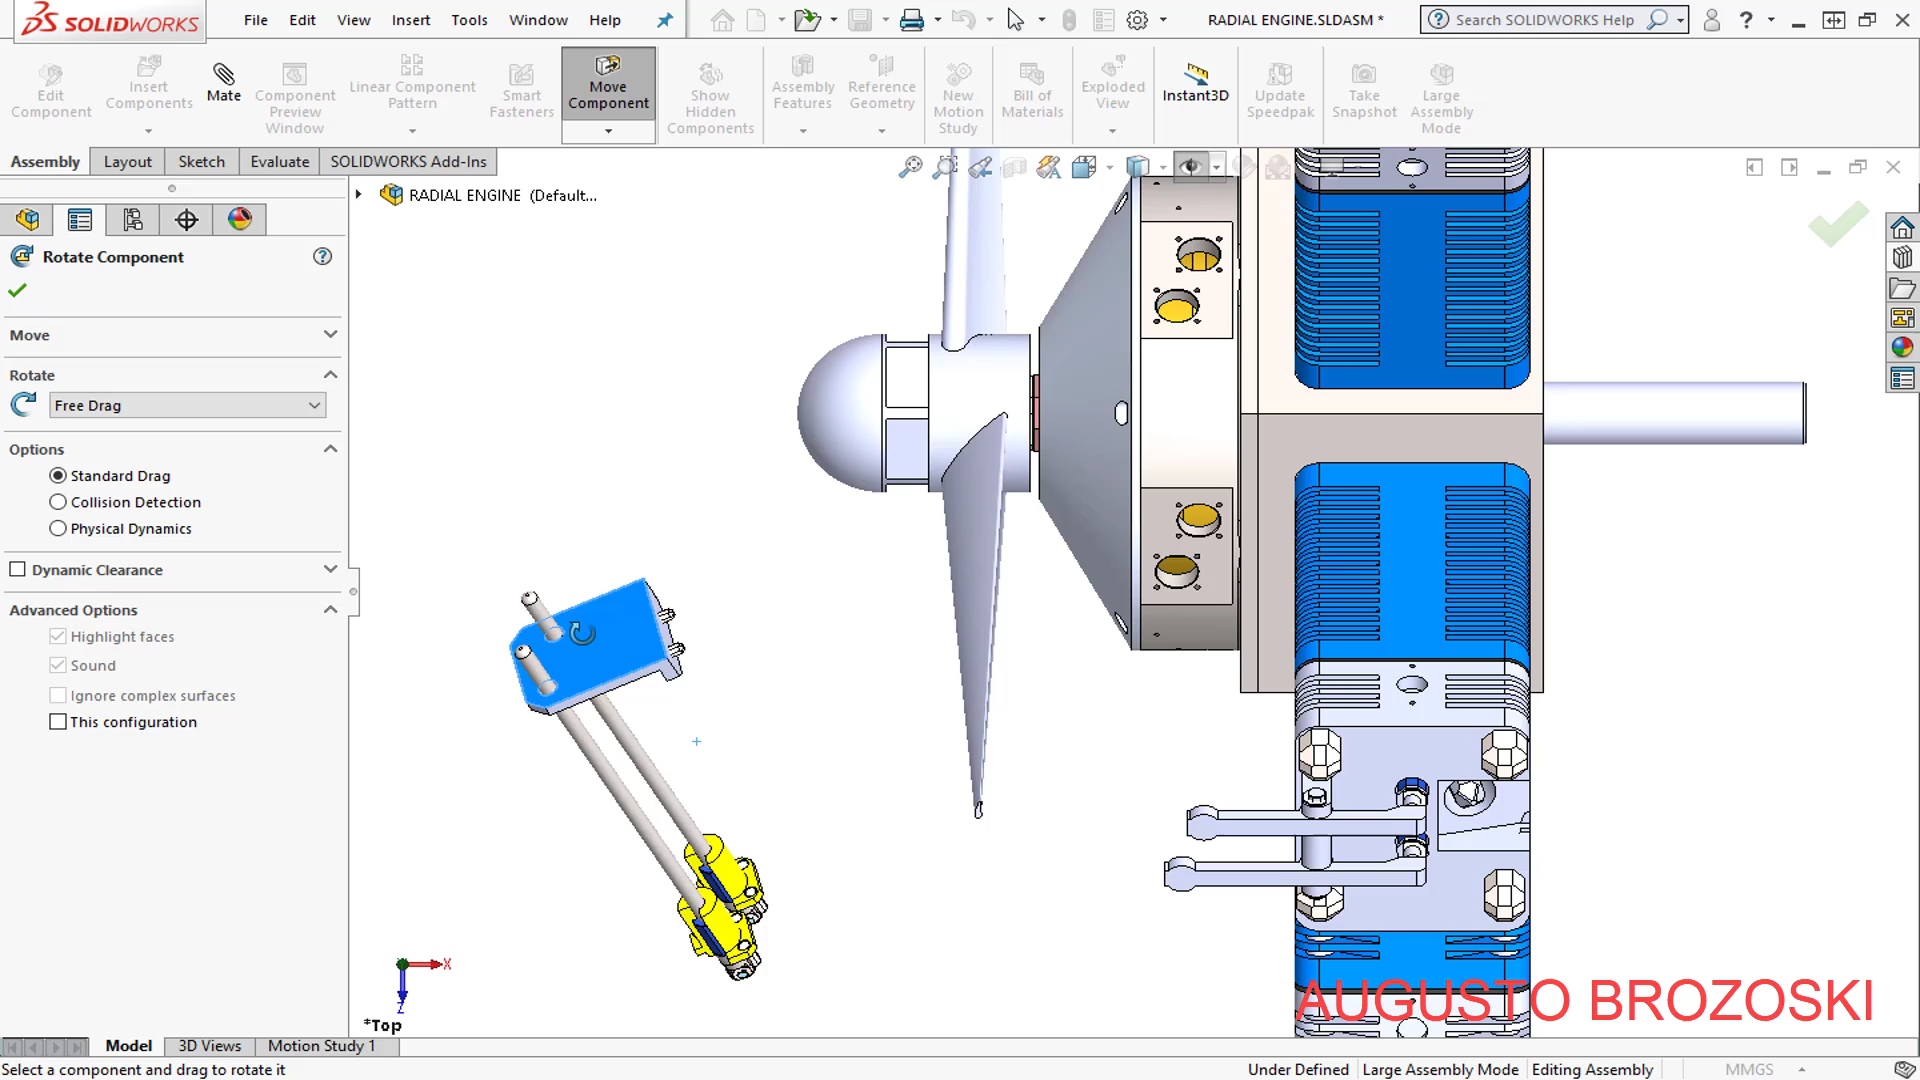 SOLIDWORKS
File Edit View Insert Tools Window Help
RADIAL ENGINE.SLDASM *
Search SOLIDWORKS Help
Edit Component
Insert Components
Mate
Component Preview Window
Linear Component Pattern
Smart Fasteners
Move Component
Show Hidden Components
Assembly Features
Reference Geometry
New Motion Study
Bill of Materials
Exploded View
Instant3D
Update Speedpak
Take Snapshot
Large Assembly Mode
Assembly Layout Sketch Evaluate SOLIDWORKS Add-Ins
RADIAL ENGINE (Default...
Rotate Component
Move
Rotate
Free Drag
Options
Standard Drag
Collision Detection
Physical Dynamics
Dynamic Clearance
Advanced Options
Highlight faces
Sound
Ignore complex surfaces
This configuration
X
Z
*Top
AUGUSTO BROZOSKI
Model 3D Views Motion Study 1
Select a component and drag to rotate it
Under Defined Large Assembly Mode Editing Assembly MMGS